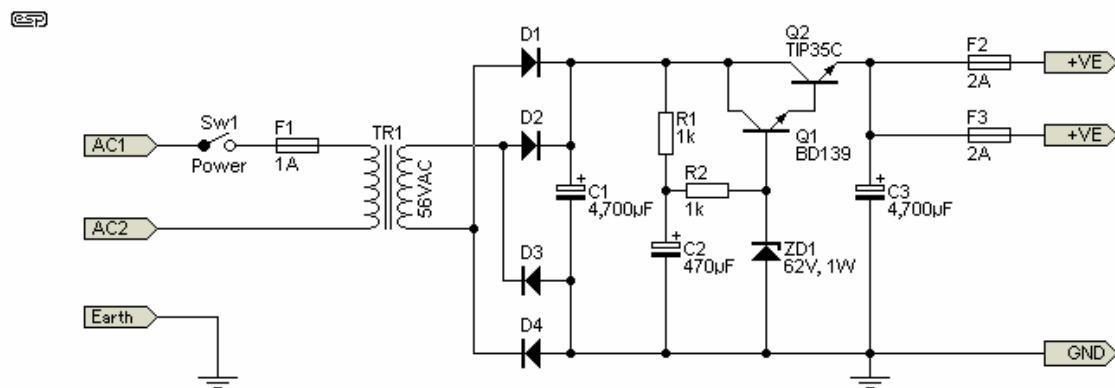 esp
D1
Q2
TIP35C
F2
+VE
2A
Sw1
F1
TR1
D2
R1
1k
Q1
BD139
F3
+VE
2A
AC1
Power
1A
56VAC
R2
1k
C1
4,700µF
C3
4,700µF
AC2
D3
C2
470µF
ZD1
62V, 1W
Earth
D4
GND
+
+
+